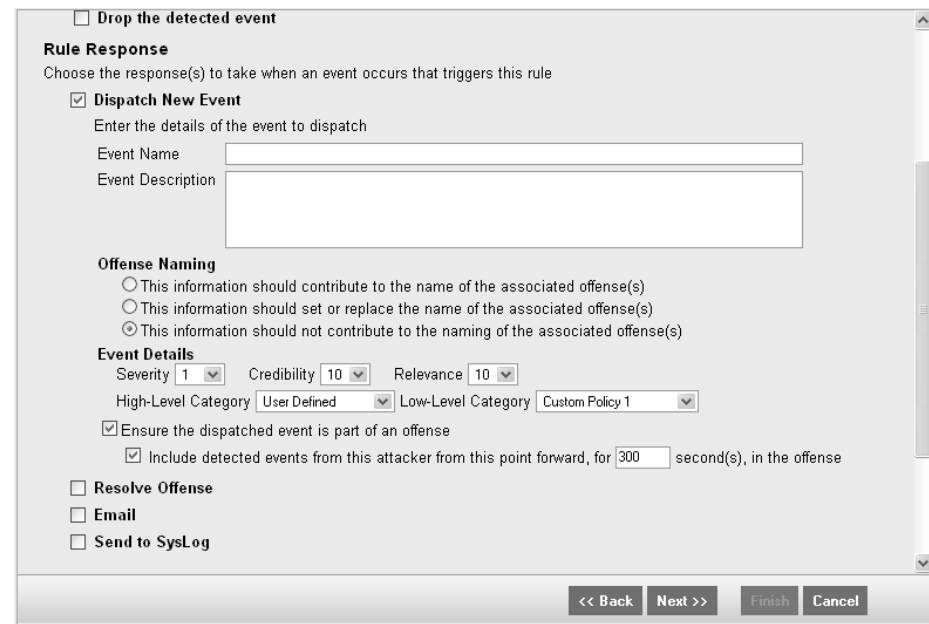 Drop the detected event
Rule Response
Choose the response(s) to take when an event occurs that triggers this rule
Dispatch New Event
Enter the details of the event to dispatch
Event Name
Event Description
Offense Naming
This information should contribute to the name of the associated offense(s)
This information should set or replace the name of the associated offense(s)
This information should not contribute to the naming of the associated offense(s)
Event Details
Severity 1 Credibility 10 Relevance 10
High-Level Category User Defined Low-Level Category Custom Policy 1
Ensure the dispatched event is part of an offense
Include detected events from this attacker from this point forward, for 300 second(s), in the offense
Resolve Offense
Email
Send to SysLog
<< Back Next >> Finish Cancel